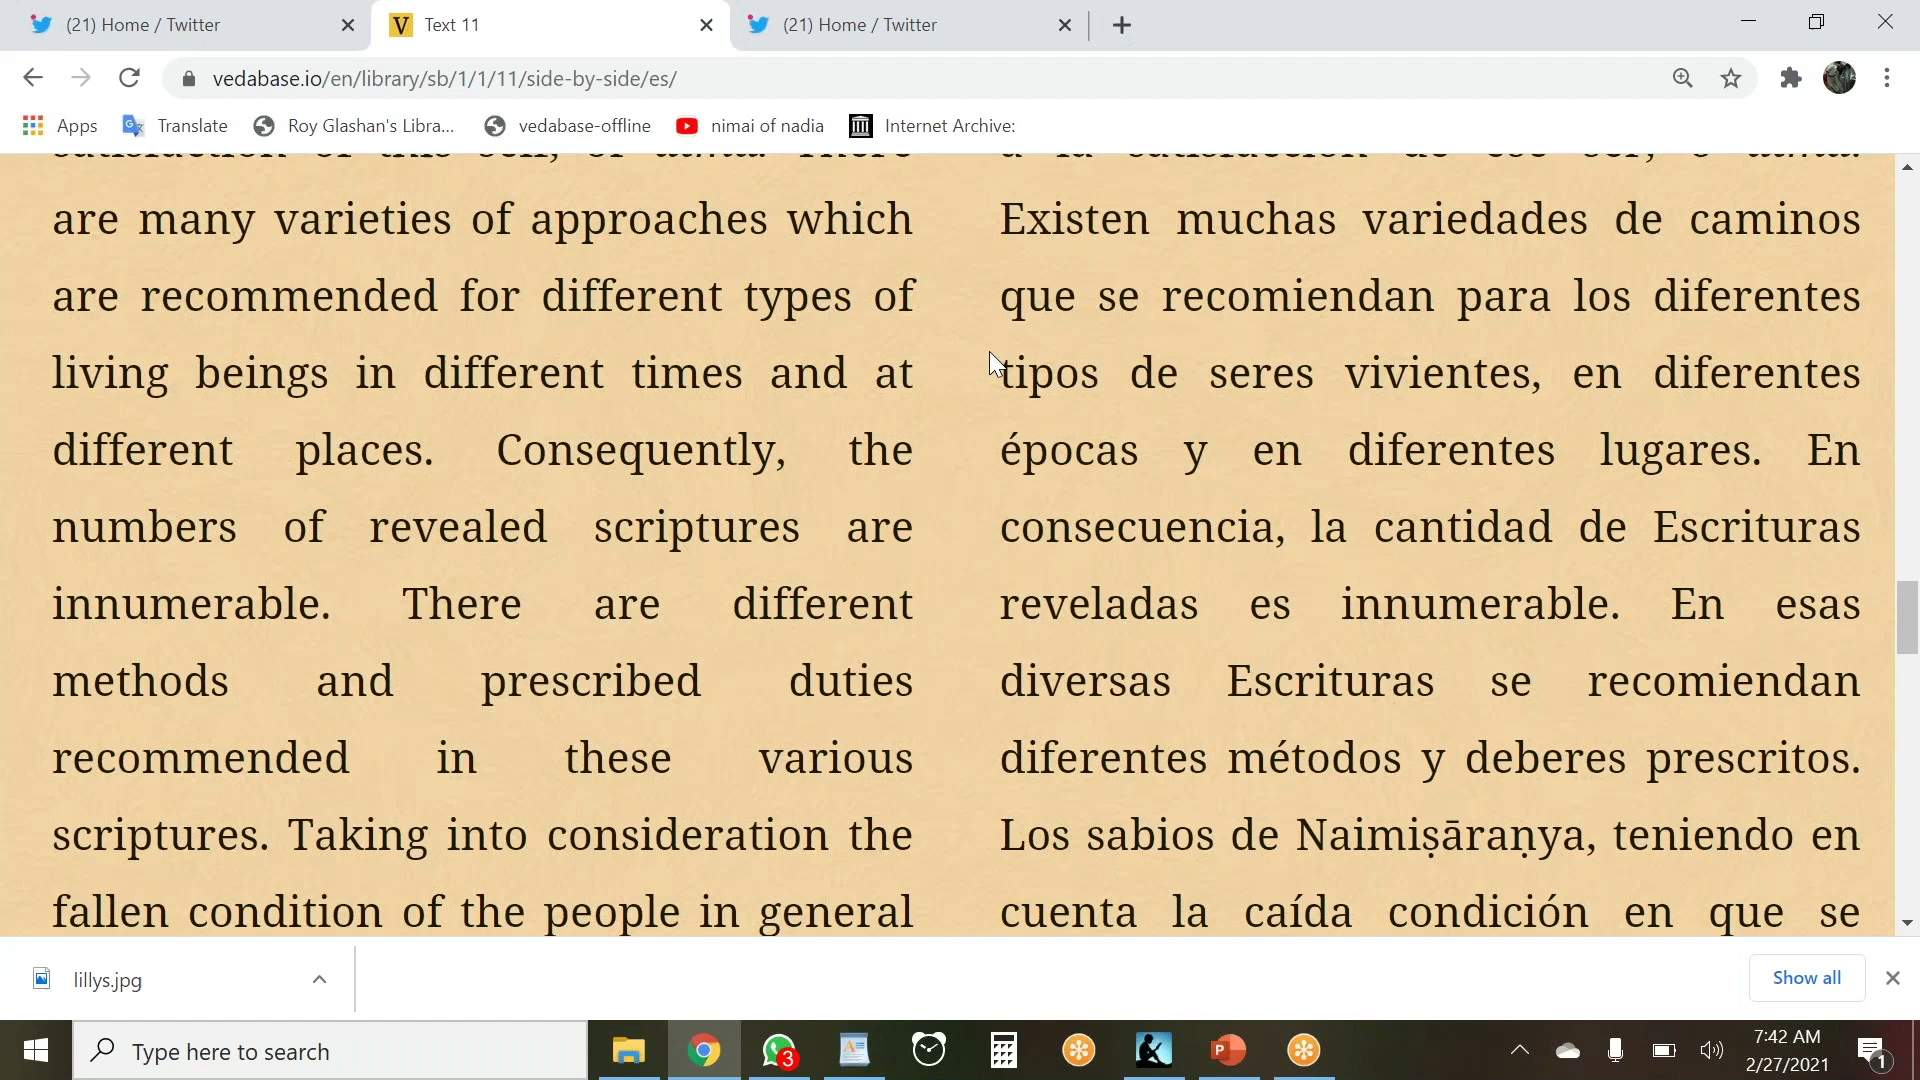 (21) Home / Twitter
Text 11
(21) Home / Twitter
vedabase.io/en/library/sb/1/1/11/side-by-side/es/
Apps
Translate
Roy Glashan's Libra...
vedabase-offline
nimai of nadia
Internet Archive:
are many varieties of approaches which
are recommended for different types of
living beings in different times and at
different places. Consequently, the
numbers of revealed scriptures are
innumerable. There are different
methods and prescribed duties
recommended in these various
scriptures. Taking into consideration the
fallen condition of the people in general
Existen muchas variedades de caminos
que se recomiendan para los diferentes
tipos de seres vivientes, en diferentes
épocas y en diferentes lugares. En
consecuencia, la cantidad de Escrituras
reveladas es innumerable. En esas
diversas Escrituras se recomiendan
diferentes métodos y deberes prescritos.
Los sabios de Naimiṣāraṇya, teniendo en
cuenta la caída condición en que se
lillys.jpg
Show all
Type here to search
3
7:42 AM
2/27/2021
1